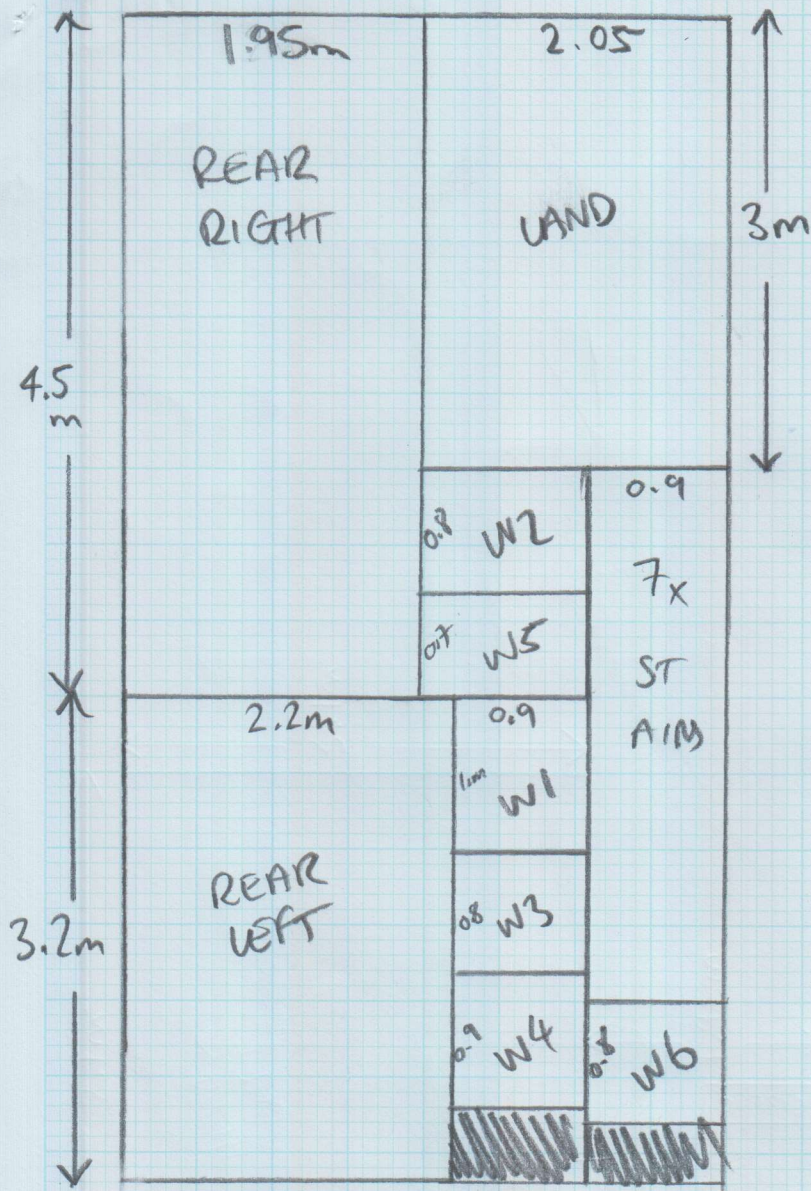 1.95m
2.05
REAR
RIGHT
LAND
3m
4.5
m
0.9
0.8 W2
7x
0.7 W5
ST
AIRS
2.2m
0.9
1m W1
REAR
LEFT
0.8 W3
3.2m
0.9 W4
0.8 W6